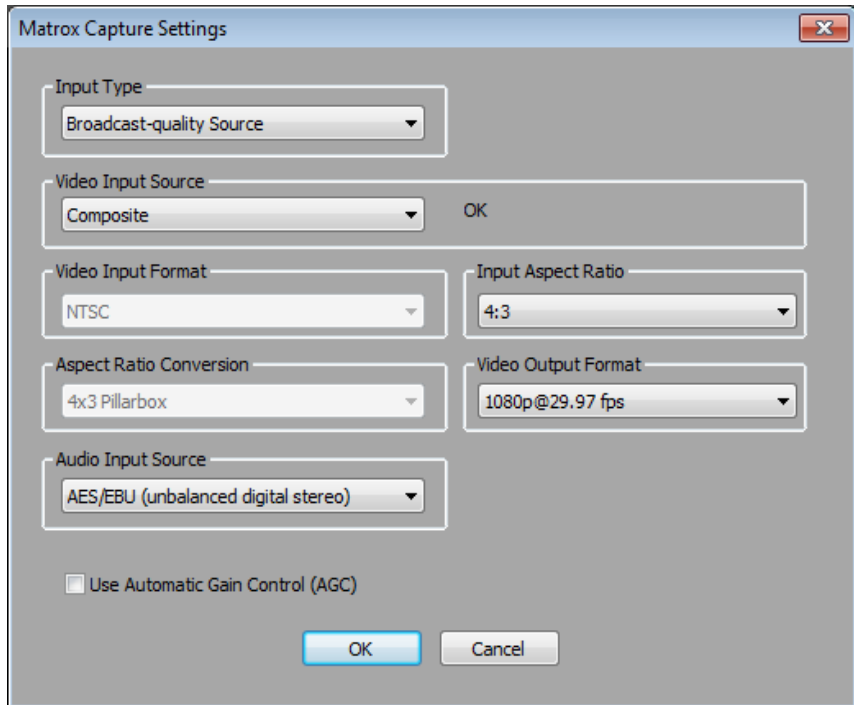 Matrox Capture Settings
Input Type
Broadcast-quality Source
Video Input Source
Composite
OK
Video Input Format
Input Aspect Ratio
NTSC
4:3
Aspect Ratio Conversion
Video Output Format
4x3 Pillarbox
1080p@29.97 fps
Audio Input Source
AES/EBU (unbalanced digital stereo)
Use Automatic Gain Control (AGC)
OK
Cancel